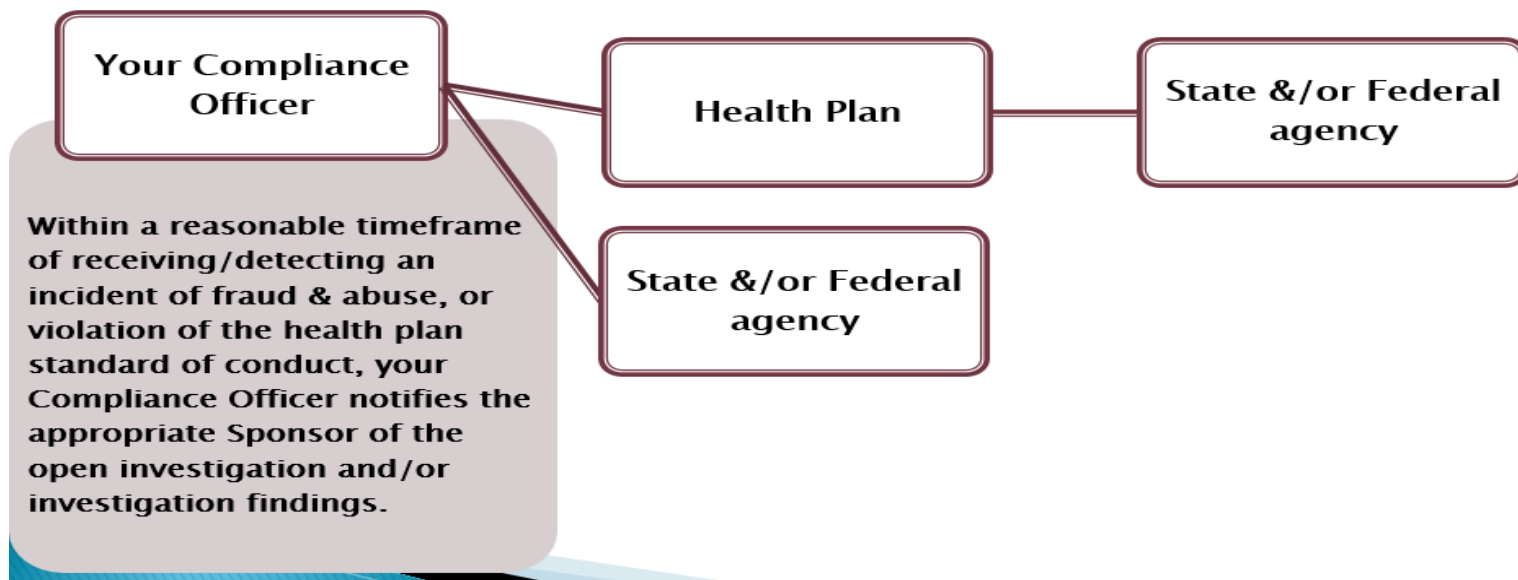 Your Compliance
Officer
Health Plan
State &/or Federal
agency
State &/or Federal
agency
Within a reasonable timeframe
of receiving/detecting an
incident of fraud & abuse, or
violation of the health plan
standard of conduct, your
Compliance Officer notifies the
appropriate Sponsor of the
open investigation and/or
investigation findings.